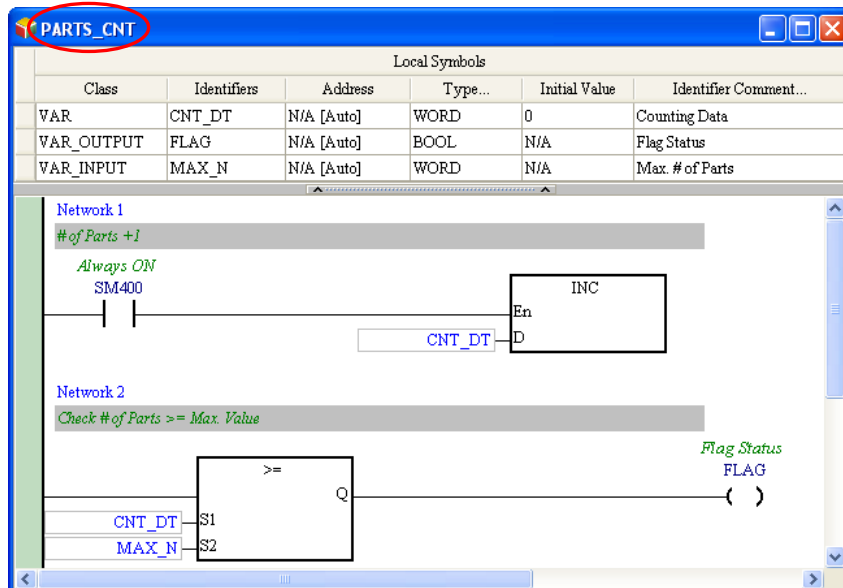 PARTS_CNT
Local Symbols
Class Identifiers Address Type... Initial Value Identifier Comment...
VAR CNT_DT N/A [Auto] WORD 0 Counting Data
VAR_OUTPUT FLAG N/A [Auto] BOOL N/A Flag Status
VAR_INPUT MAX_N N/A [Auto] WORD N/A Max. # of Parts
Network 1
# of Parts +1
Always ON
SM400
INC
En
CNT_DT D
Network 2
Check # of Parts >= Max. Value
Flag Status
>= FLAG
Q
CNT_DT S1
MAX_N S2